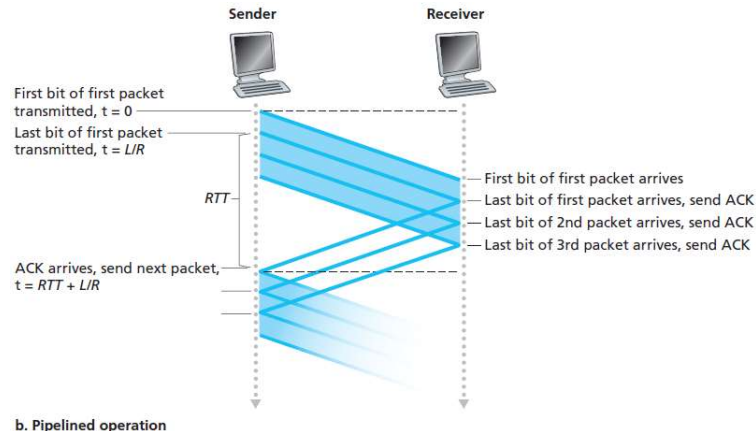 Sender
Receiver
First bit of first packet
transmitted, t = 0
Last bit of first packet
transmitted, t = L/R
RTT
First bit of first packet arrives
Last bit of first packet arrives, send ACK
Last bit of 2nd packet arrives, send ACK
Last bit of 3rd packet arrives, send ACK
ACK arrives, send next packet,
t = RTT + L/R
b. Pipelined operation